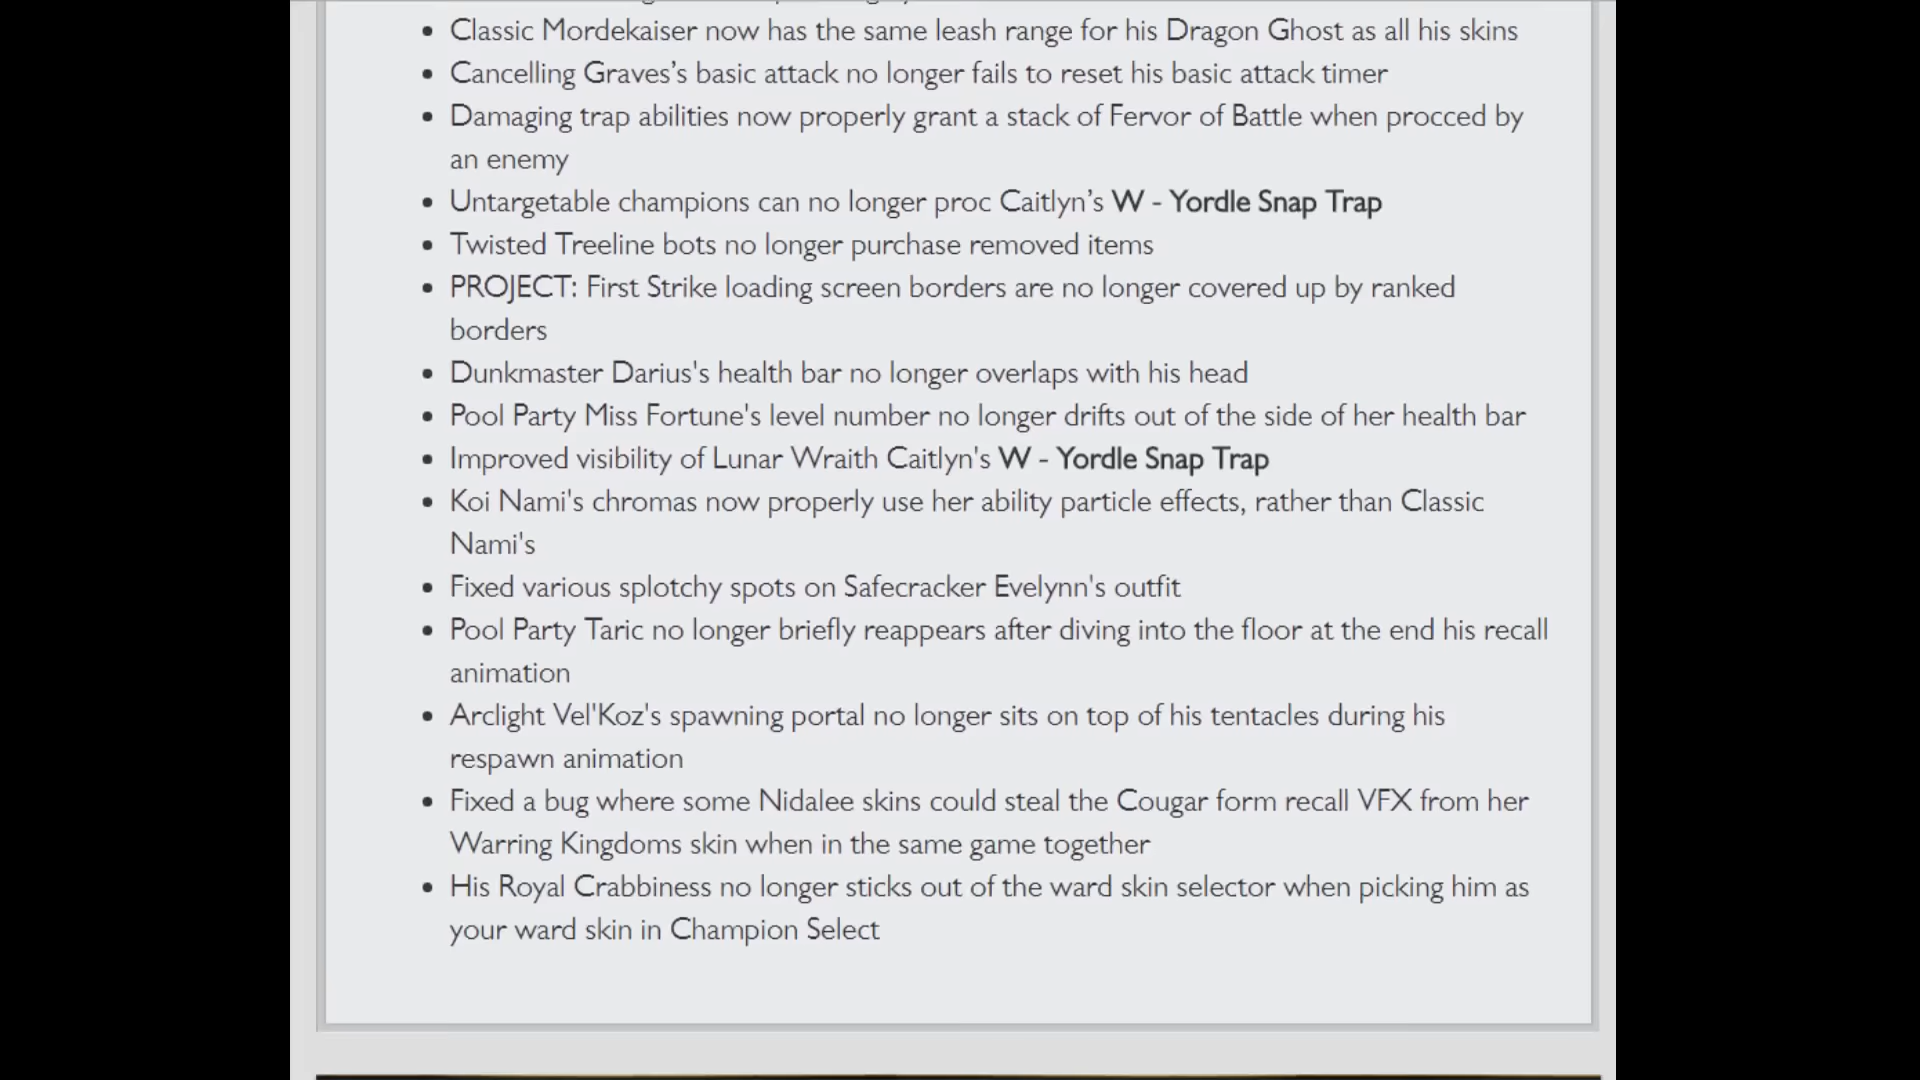 Classic Mordekaiser now has the same leash range for his Dragon Ghost as all his skins
Cancelling Graves’s basic attack no longer fails to reset his basic attack timer
Damaging trap abilities now properly grant a stack of Fervor of Battle when procced by
an enemy
Untargetable champions can no longer proc Caitlyn’s W - Yordle Snap Trap
Twisted Treeline bots no longer purchase removed items
PROJECT: First Strike loading screen borders are no longer covered up by ranked
borders
Dunkmaster Darius's health bar no longer overlaps with his head
Pool Party Miss Fortune's level number no longer drifts out of the side of her health bar
Improved visibility of Lunar Wraith Caitlyn's W - Yordle Snap Trap
Koi Nami's chromas now properly use her ability particle effects, rather than Classic
Nami's
Fixed various splotchy spots on Safecracker Evelynn's outfit
Pool Party Taric no longer briefly reappears after diving into the floor at the end his recall
animation
Arclight Vel'Koz's spawning portal no longer sits on top of his tentacles during his
respawn animation
Fixed a bug where some Nidalee skins could steal the Cougar form recall VFX from her
Warring Kingdoms skin when in the same game together
His Royal Crabbiness no longer sticks out of the ward skin selector when picking him as
your ward skin in Champion Select